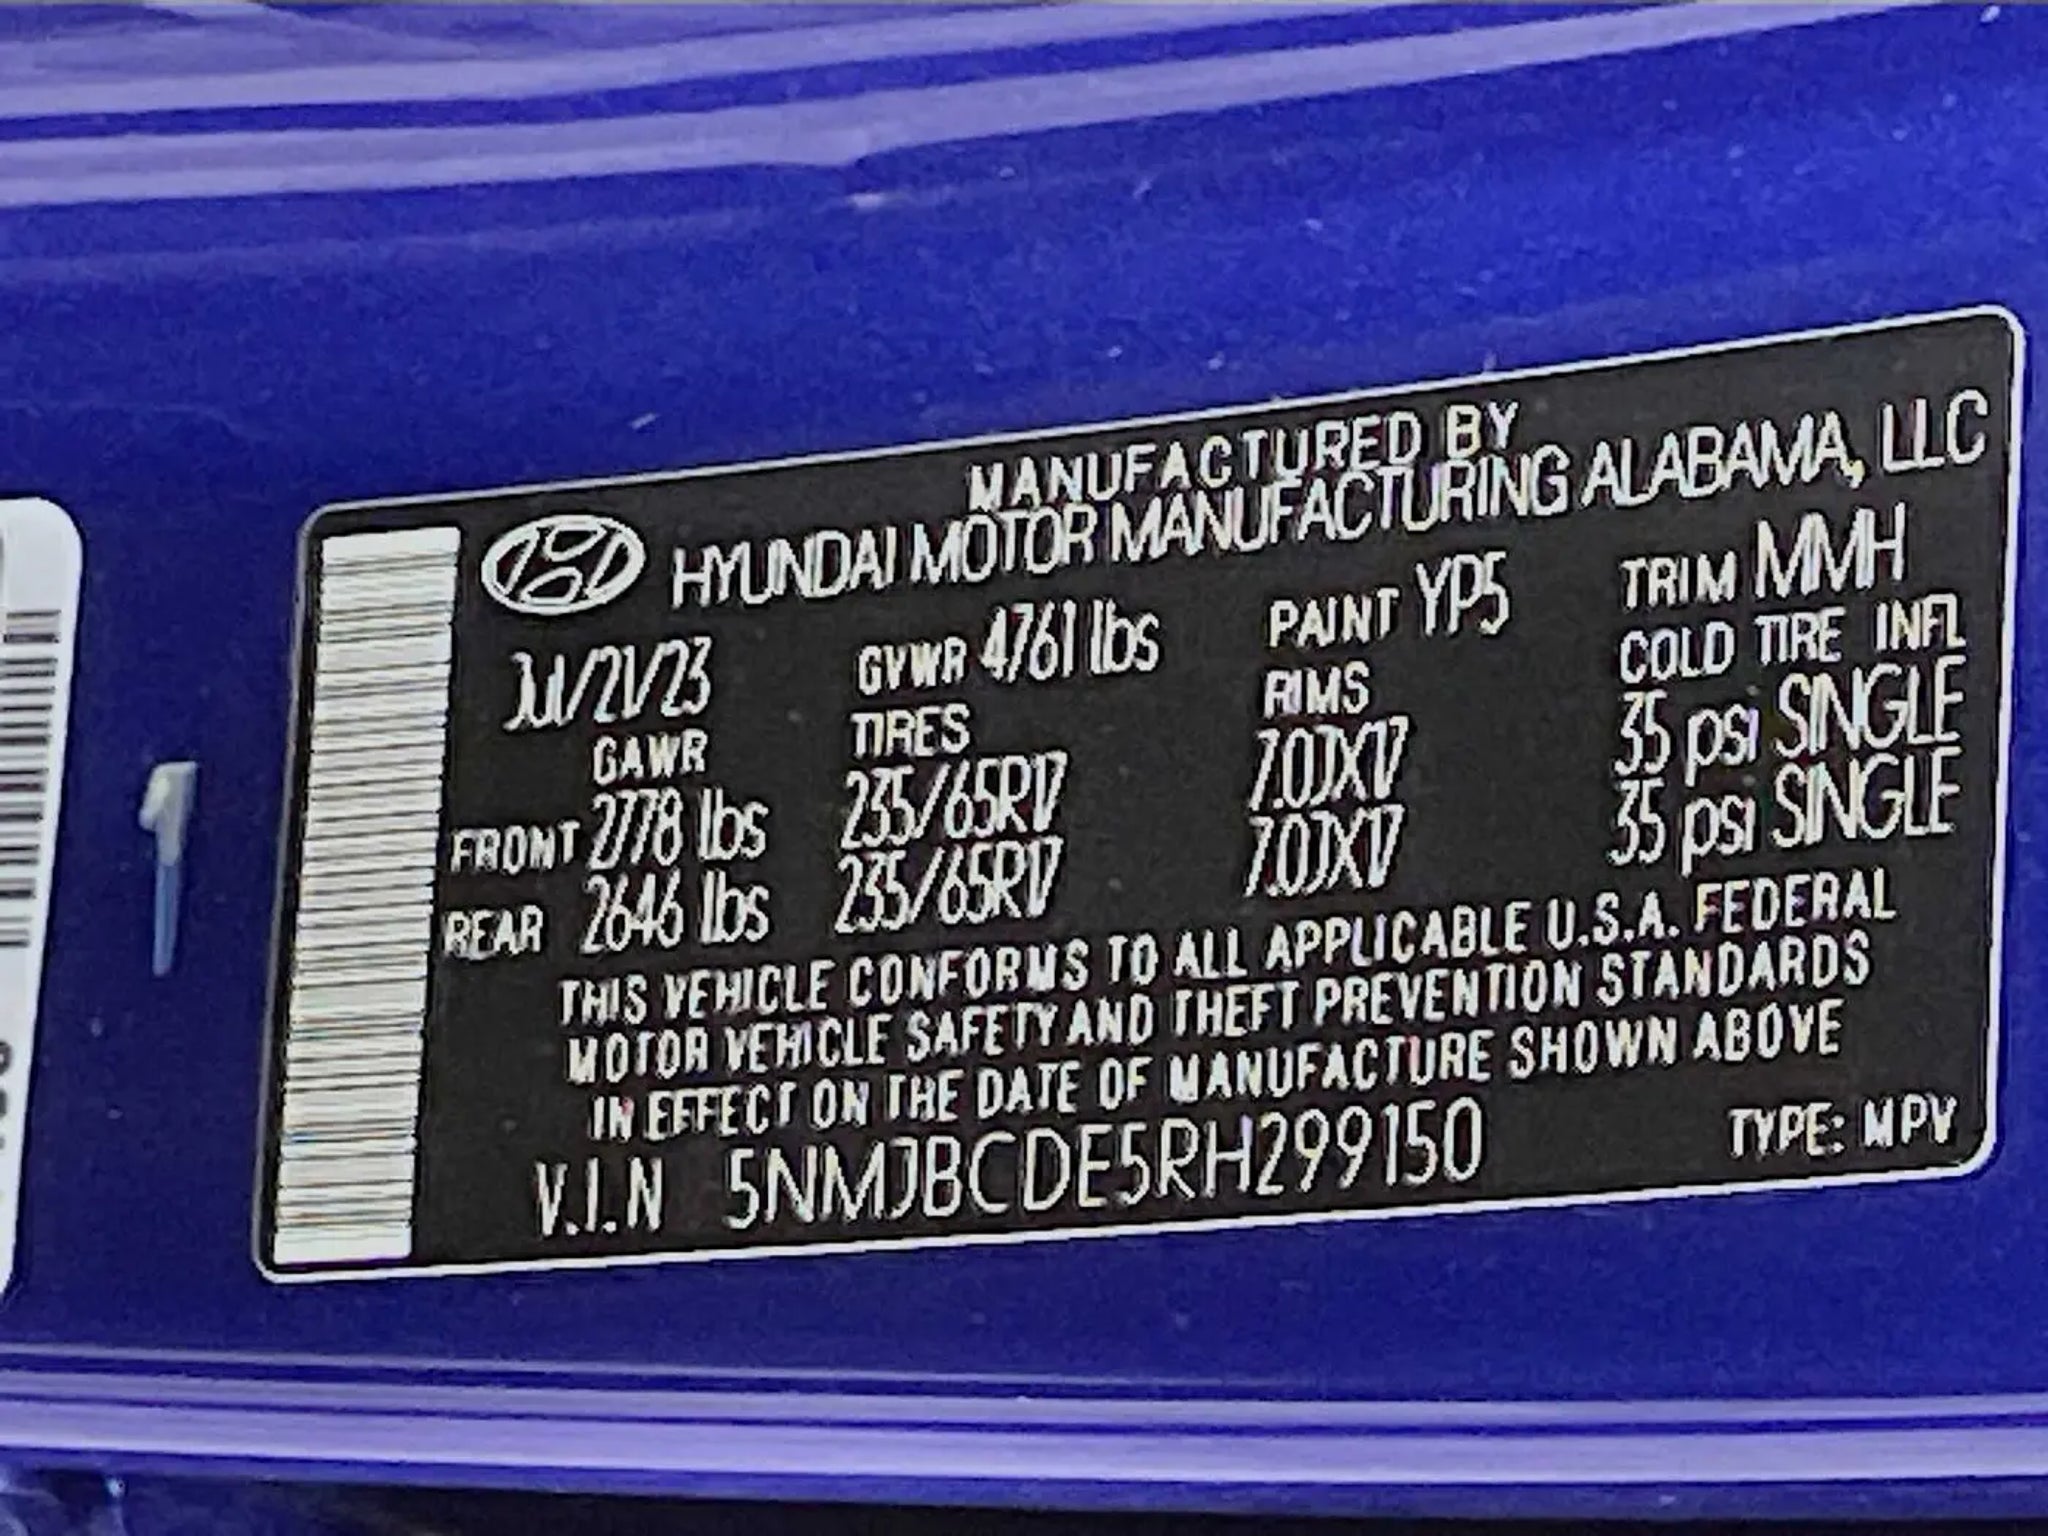 MANUFACTURED BY
HYUNDAI MOTOR MANUFACTURING ALABAMA, LLC
Jul/21/23 GVWR 4761 lbs PAINT YP5 TRIM MMH
GAWR TIRES RIMS COLD TIRE INFL
FRONT 2778 lbs 235/65R17 7.0JX17 35 psi SINGLE
REAR 2646 lbs 235/65R17 7.0JX17 35 psi SINGLE
THIS VEHICLE CONFORMS TO ALL APPLICABLE U.S.A. FEDERAL
MOTOR VEHICLE SAFETY AND THEFT PREVENTION STANDARDS
IN EFFECT ON THE DATE OF MANUFACTURE SHOWN ABOVE
V.I.N 5NMJBCDE5RH299150 TYPE: MPV